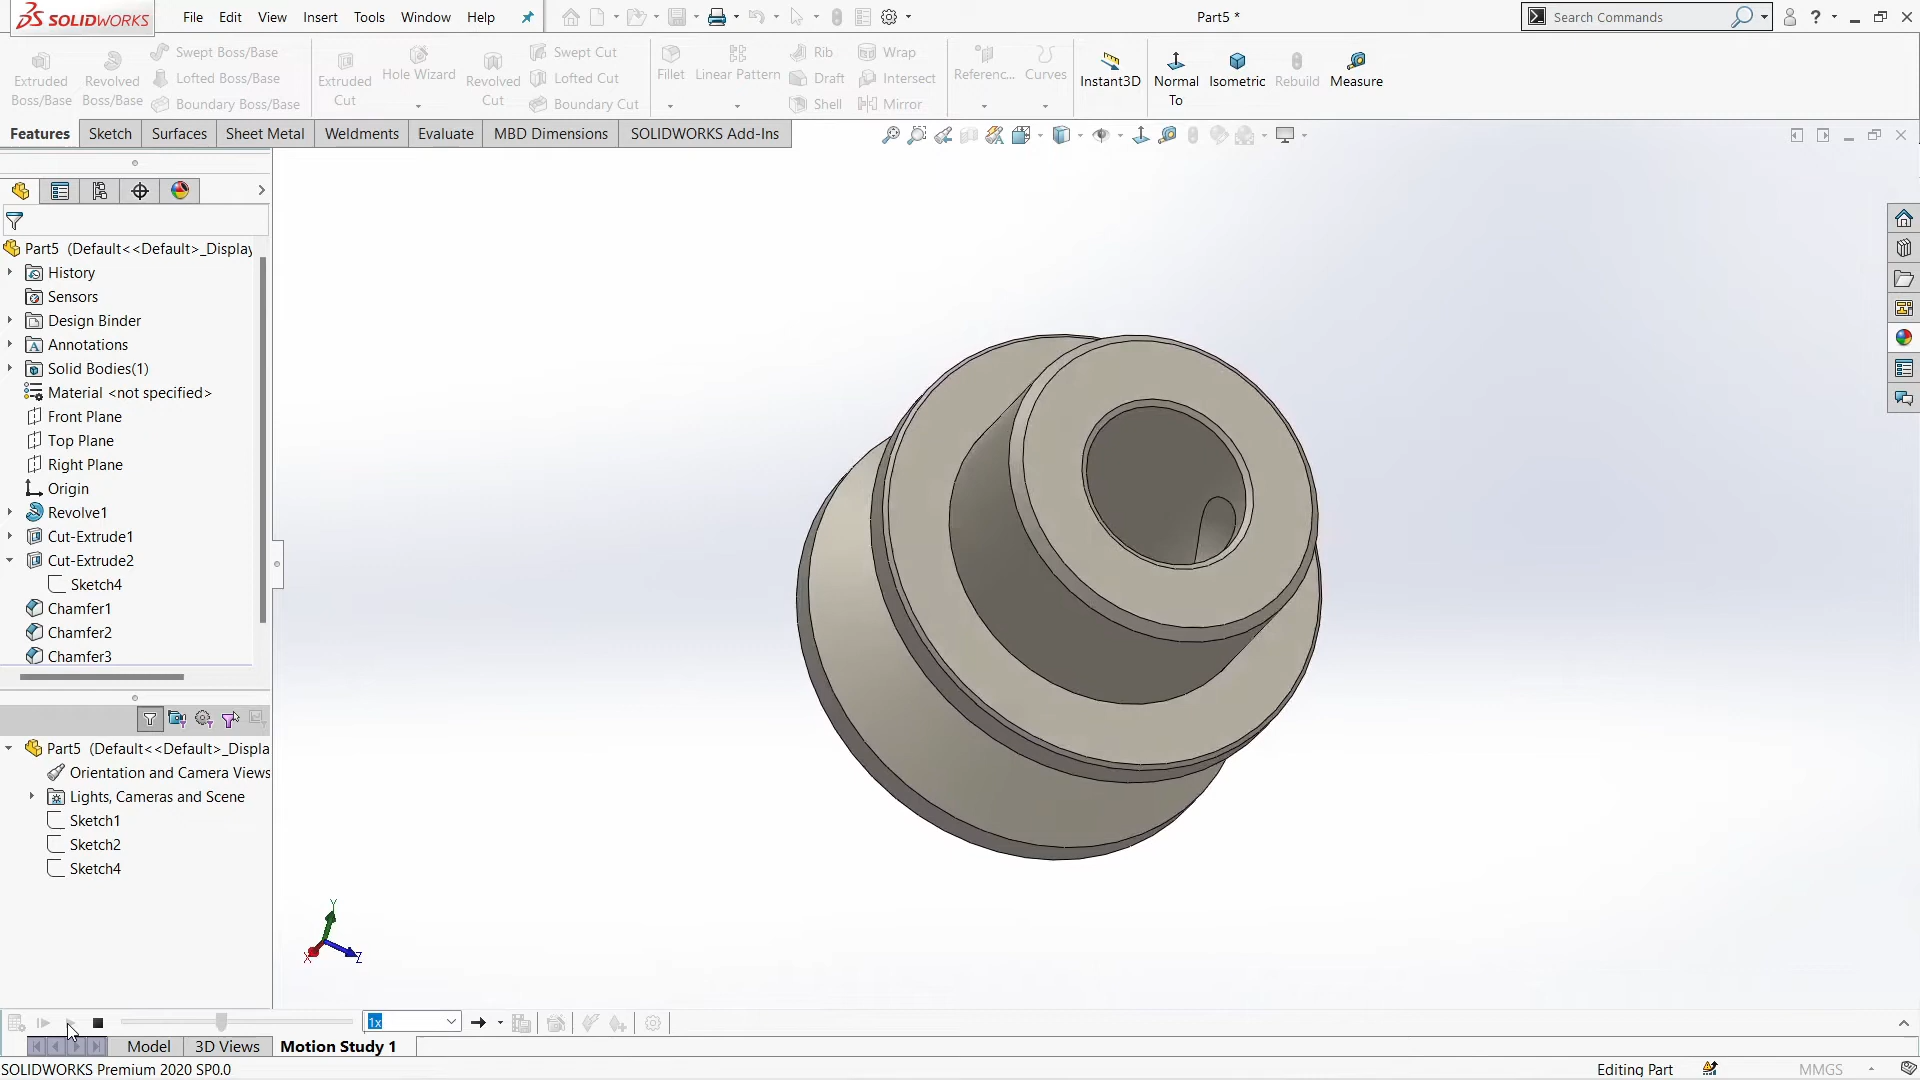 SOLIDWORKS File Edit View Insert Tools Window Help Part5 * Search Commands
Extruded Boss/Base
Revolved Boss/Base
Swept Boss/Base
Lofted Boss/Base
Boundary Boss/Base
Extruded Cut
Hole Wizard
Revolved Cut
Swept Cut
Lofted Cut
Boundary Cut
Fillet
Linear Pattern
Rib
Draft
Shell
Wrap
Intersect
Mirror
Referenc...
Curves
Instant3D
Normal To
Isometric
Rebuild
Measure
Features Sketch Surfaces Sheet Metal Weldments Evaluate MBD Dimensions SOLIDWORKS Add-Ins
Part5 (Default<<Default>_Display
History
Sensors
Design Binder
Annotations
Solid Bodies(1)
Material <not specified>
Front Plane
Top Plane
Right Plane
Origin
Revolve1
Cut-Extrude1
Cut-Extrude2
Sketch4
Chamfer1
Chamfer2
Chamfer3
Part5 (Default<<Default>_Displa
Orientation and Camera Views
Lights, Cameras and Scene
Sketch1
Sketch2
Sketch4
Y
X
Z
1x
Model 3D Views Motion Study 1
SOLIDWORKS Premium 2020 SP0.0 Editing Part MMGS